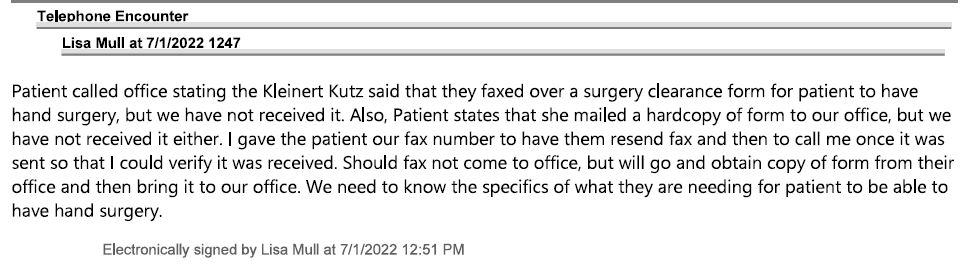 Telephone Encounter
Lisa Mull at 7/1/2022 1247
Patient called office stating the Kleinert Kutz said that they faxed over a surgery clearance form for patient to have
hand surgery, but we have not received it. Also, Patient states that she mailed a hardcopy of form to our office, but we
have not received it either. I gave the patient our fax number to have them resend fax and then to call me once it was
sent so that I could verify it was received. Should fax not come to office, but will go and obtain copy of form from their
office and then bring it to our office. We need to know the specifics of what they are needing for patient to be able to
have hand surgery.
Electronically signed by Lisa Mull at 7/1/2022 12:51 PM